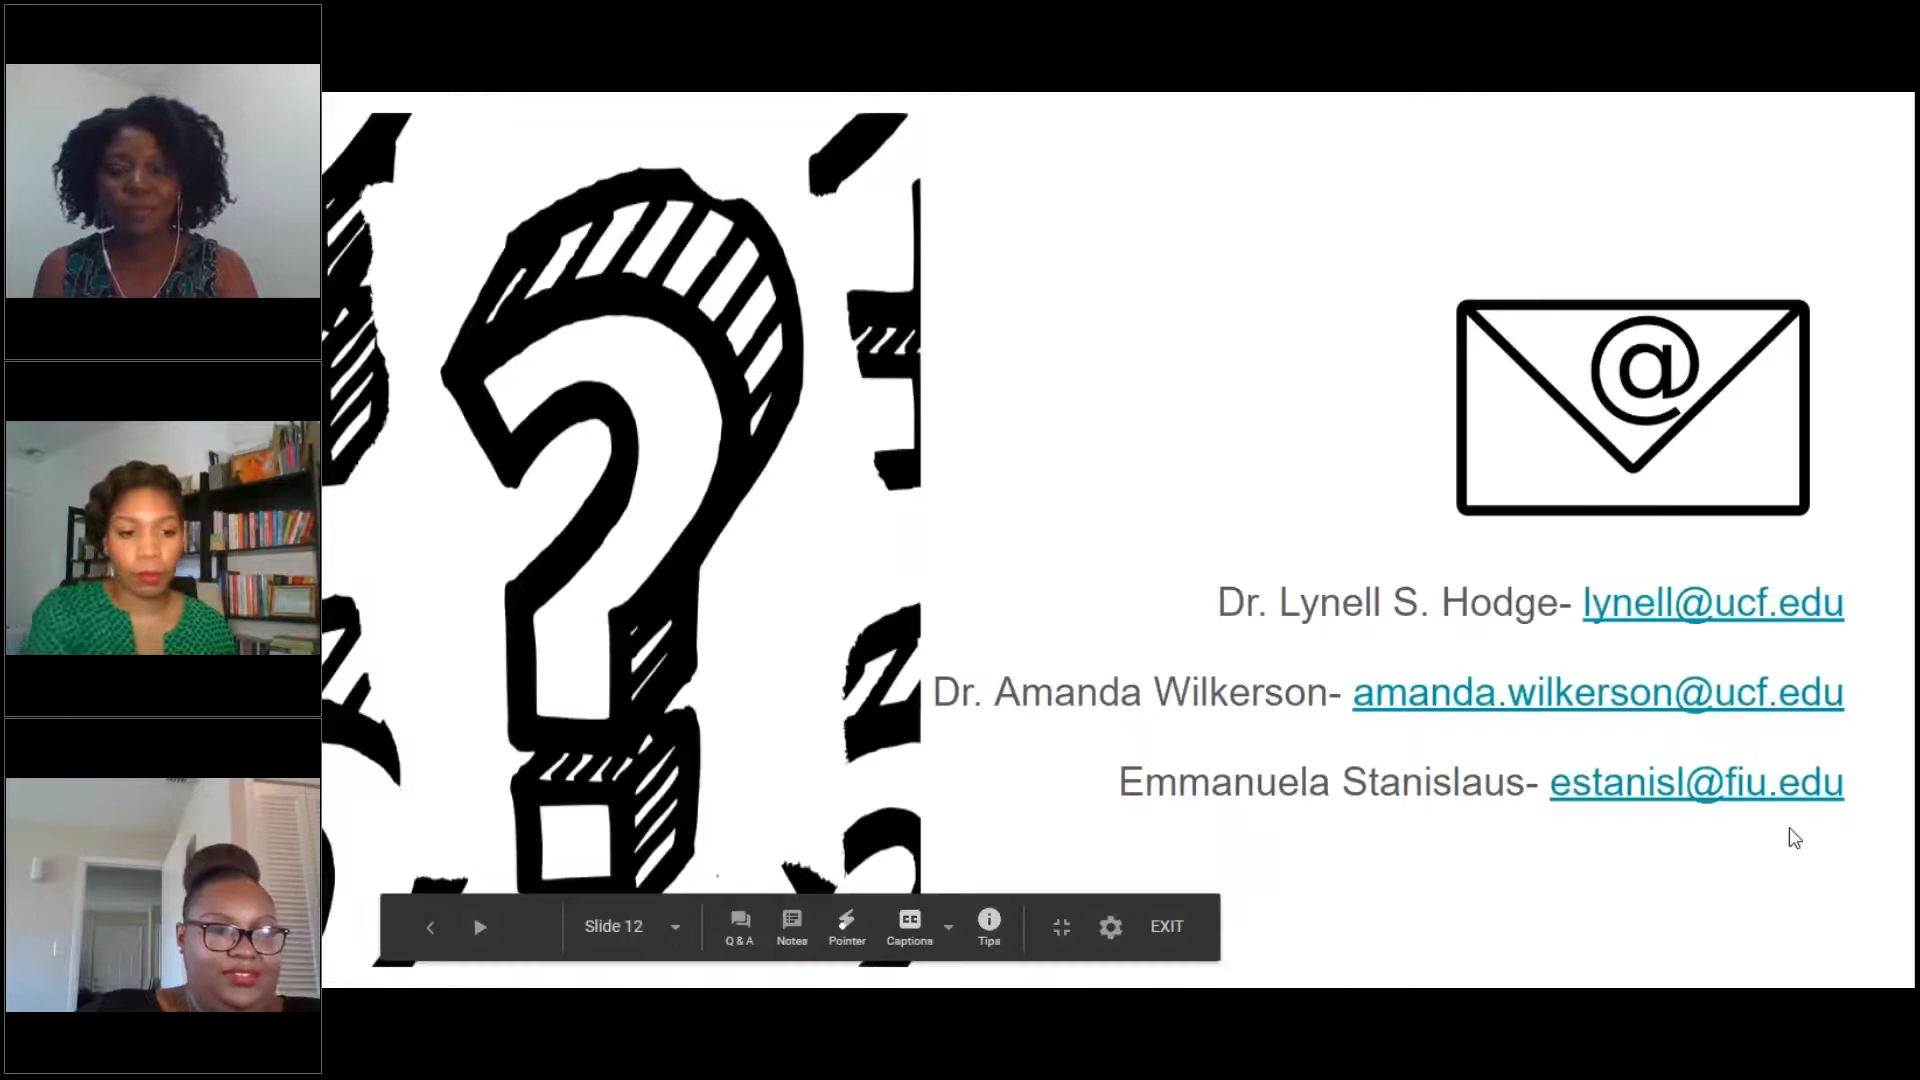 Dr. Lynell S. Hodge- lynell@ucf.edu
Dr. Amanda Wilkerson- amanda.wilkerson@ucf.edu
Emmanuela Stanislaus- estanisl@fiu.edu
Slide 12
Q & A
Notes
Pointer
Captions
Tips
EXIT